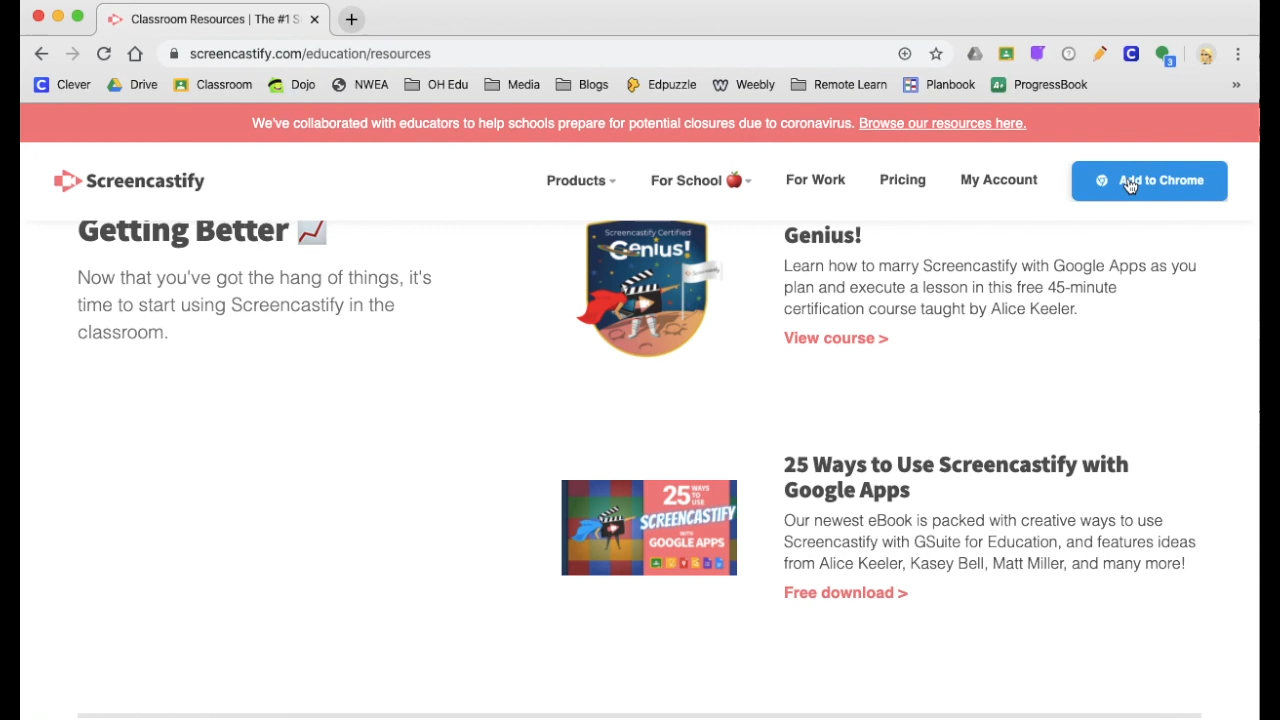 Classroom Resources | The #1 S
screencastify.com/education/resources
3
Clever Drive Classroom Dojo NWEA OH Edu Media Blogs Edpuzzle Weebly Remote Learn Planbook ProgressBook »
We've collaborated with educators to help schools prepare for potential closures due to coronavirus. Browse our resources here.
Screencastify Products For School For Work Pricing My Account Add to Chrome
Getting Better
Now that you've got the hang of things, it's
time to start using Screencastify in the
classroom.
Screencastify Certified
Genius!
Genius!
Learn how to marry Screencastify with Google Apps as you
plan and execute a lesson in this free 45-minute
certification course taught by Alice Keeler.
View course >
25 WAYS
TO
USE
SCREENCASTIFY
WITH
GOOGLE APPS
25 Ways to Use Screencastify with
Google Apps
Our newest eBook is packed with creative ways to use
Screencastify with GSuite for Education, and features ideas
from Alice Keeler, Kasey Bell, Matt Miller, and many more!
Free download >